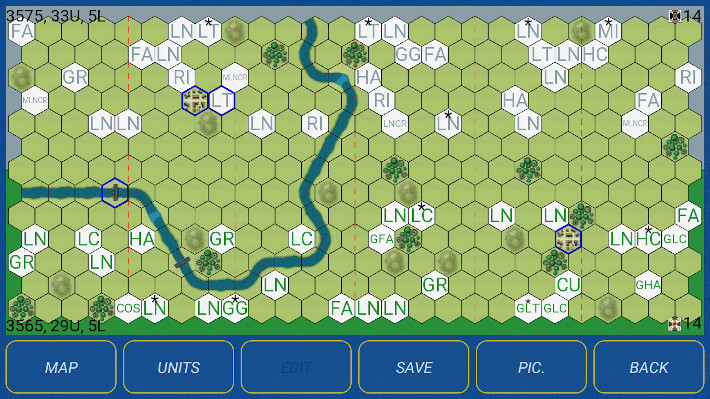 3575, 33U, 5L
14
FA LN LT LT LN LN MI
FA LN GG FA LT LN HC
GR RI MLNCR HA LN RI
MLNCR LT RI HA FA
LN LN LN RI LNCR LN LN MLNCR
LN LC LN LN FA
LN LC HA GR LC GFA LN HC GLC
GR LN
LN GR CU GHA
COS LN LN GG FA LN LN GLT GLC
3565, 29U, 5L
14
MAP UNITS EDIT SAVE PIC. BACK